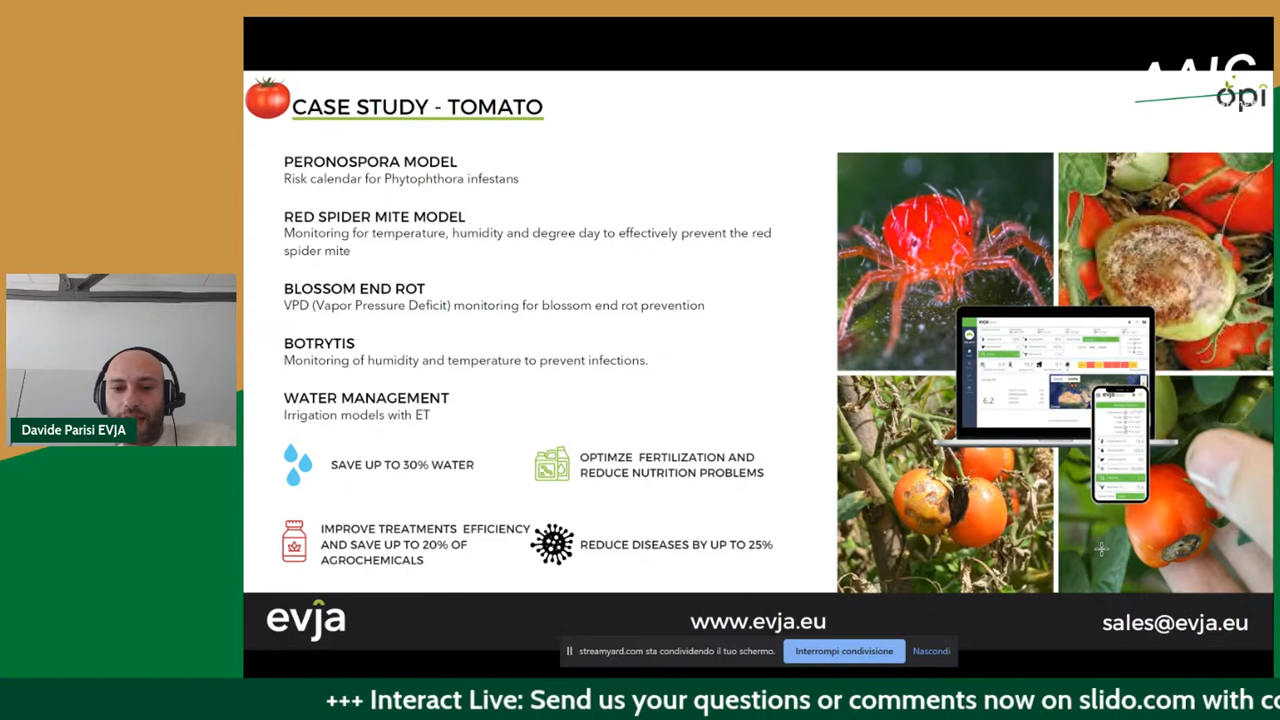 AAIC
opi
CASE STUDY - TOMATO
PERONOSPORA MODEL
Risk calendar for Phytophthora infestans
RED SPIDER MITE MODEL
Monitoring for temperature, humidity and degree day to effectively prevent the red
spider mite
BLOSSOM END ROT
VPD (Vapor Pressure Deficit) monitoring for blossom end rot prevention
BOTRYTIS
Monitoring of humidity and temperature to prevent infections.
WATER MANAGEMENT
Irrigation models with ET
SAVE UP TO 30% WATER
OPTIMZE FERTILIZATION AND
REDUCE NUTRITION PROBLEMS
IMPROVE TREATMENTS EFFICIENCY
AND SAVE UP TO 20% OF
AGROCHEMICALS
REDUCE DISEASES BY UP TO 25%
evja
6.2
evja
Davide Parisi EVJA
evja
www.evja.eu
sales@evja.eu
streamyard.com sta condividendo il tuo schermo.
Interrompi condivisione
Nascondi
+++ Interact Live: Send us your questions or comments now on slido.com with co